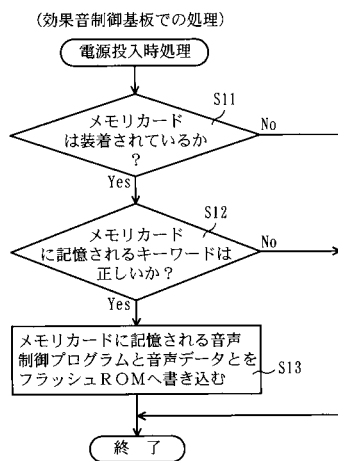 (効果音制御基板での処理)
電源投入時処理
S11
メモリカード
は装着されているか
?
No
Yes
S12
メモリカード
に記憶されるキーワードは
正しいか?
No
Yes
メモリカードに記憶される音声
制御プログラムと音声データとを
フラッシュROMへ書き込む
S13
終 了